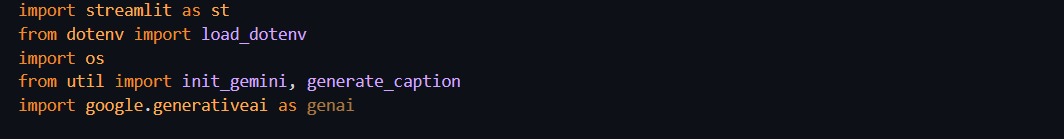 import streamlit as st
from dotenv import load_dotenv
import os
from util import init_gemini, generate_caption
import google.generativeai as genai